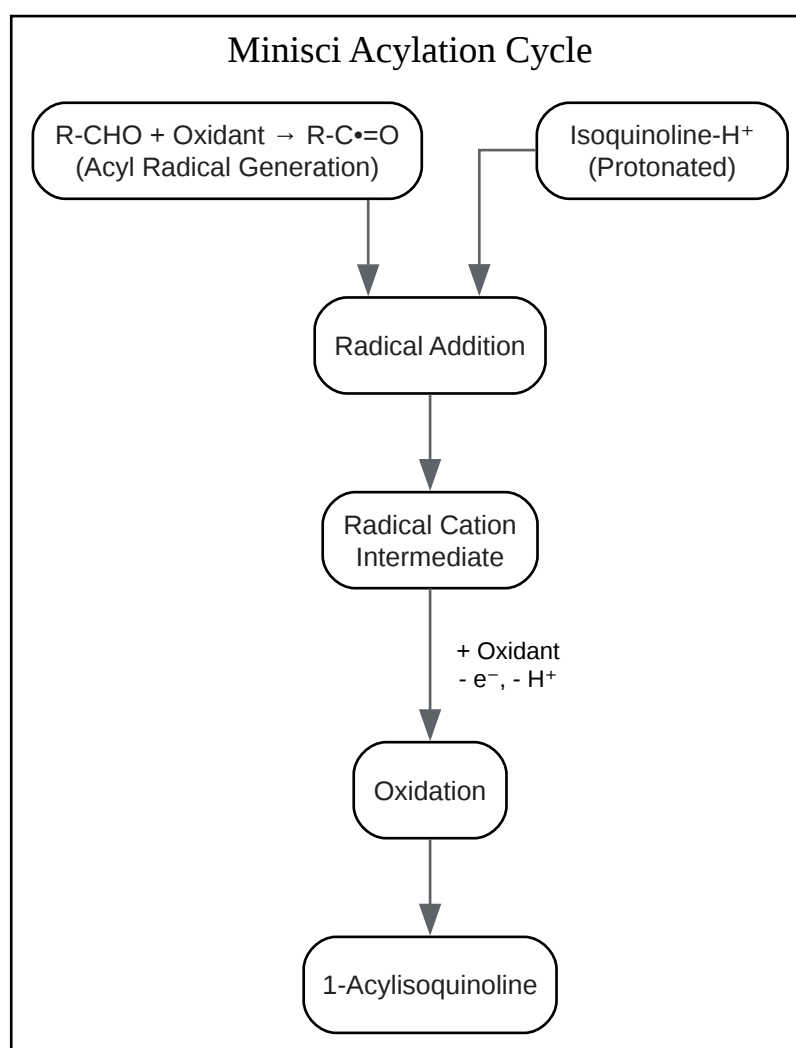 Minisci Acylation Cycle
R-CHO + Oxidant → R-C•=O
(Acyl Radical Generation)
Isoquinoline-H⁺
(Protonated)
Radical Addition
Radical Cation
Intermediate
+ Oxidant
- e⁻, - H⁺
Oxidation
1-Acylisoquinoline